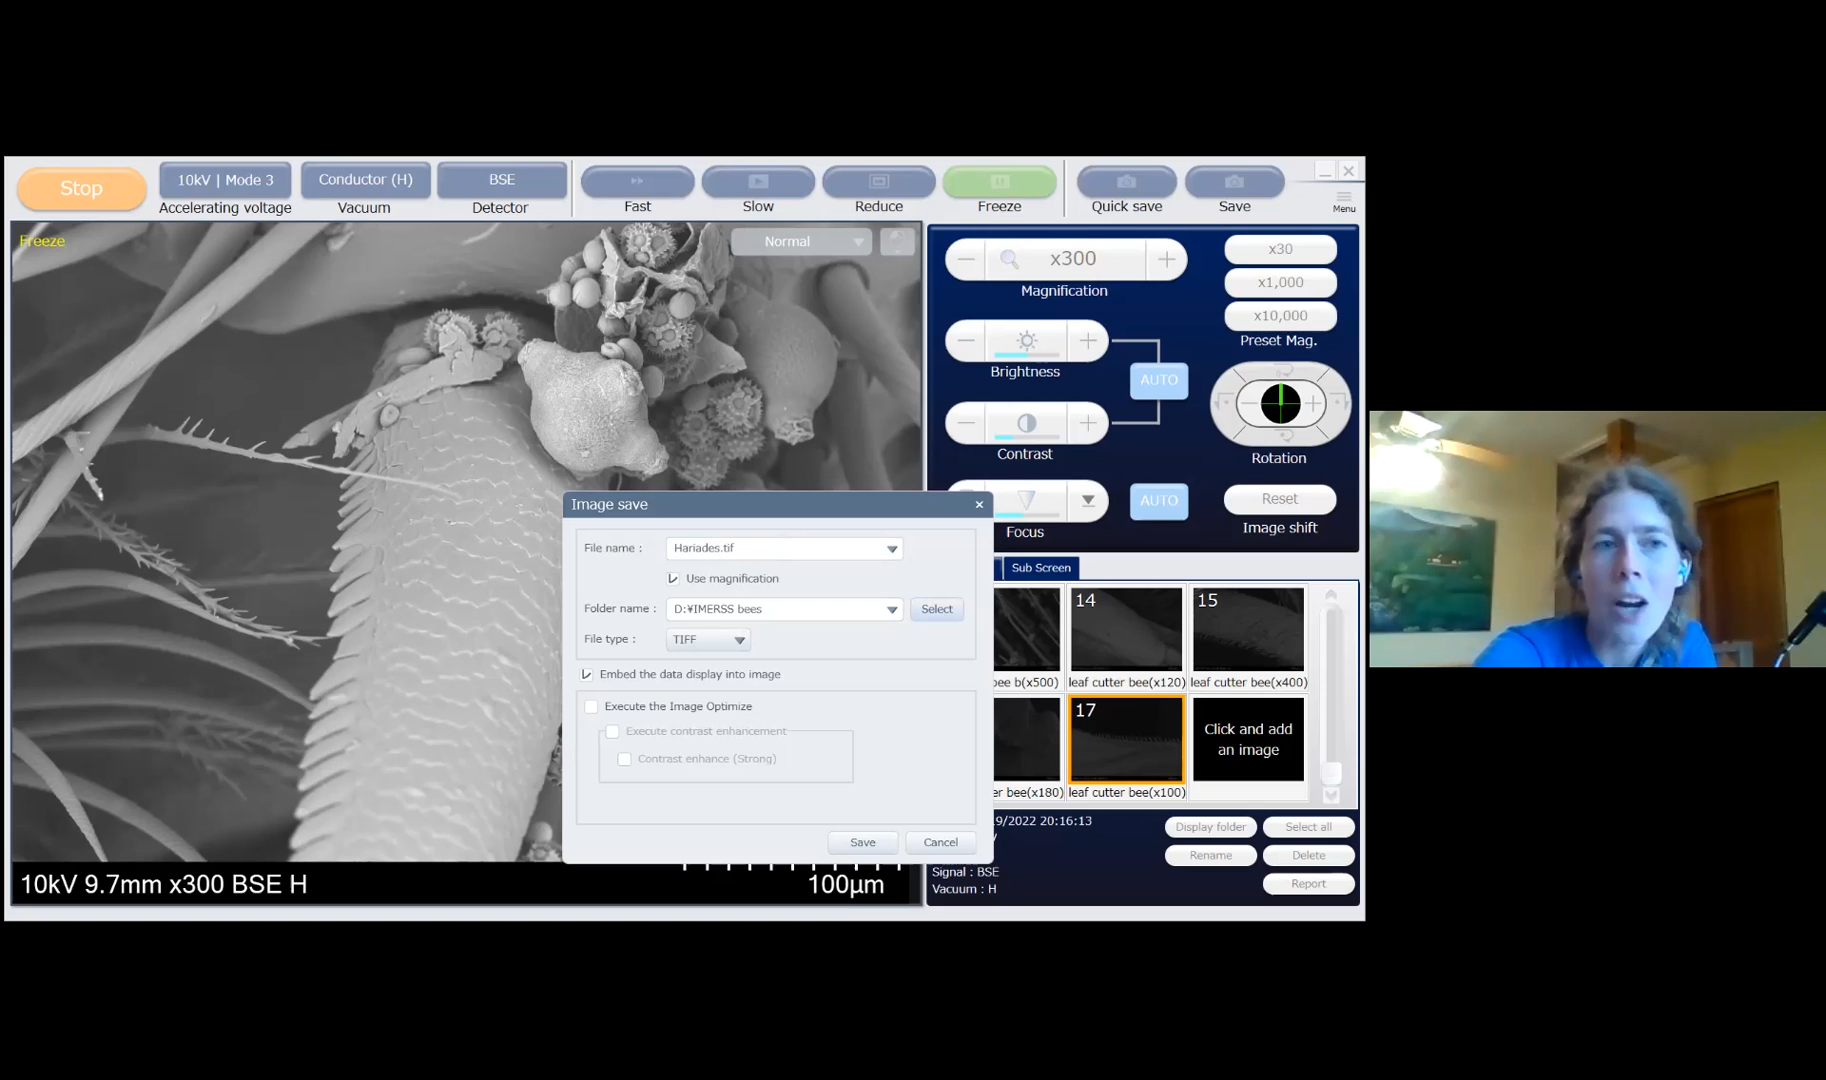 Stop
10kV | Mode 3
Accelerating voltage
Conductor (H)
Vacuum
BSE
Detector
Fast
Slow
Reduce
Freeze
Quick save
Save
Menu
Freeze
Normal
x300
Magnification
x30
x1,000
x10,000
Preset Mag.
Brightness
AUTO
Contrast
Rotation
AUTO
Focus
Reset
Image shift
Image save
File name :
Hariades.tif
Use magnification
Folder name :
D:¥IMERSS bees
Select
File type :
TIFF
Embed the data display into image
Execute the Image Optimize
Execute contrast enhancement
Contrast enhance (Strong)
Save
Cancel
Sub Screen
14
15
bee b(x500)
leaf cutter bee(x120)
leaf cutter bee(x400)
17
Click and add
an image
er bee(x180)
leaf cutter bee(x100)
9/2022 20:16:13
Signal : BSE
Vacuum : H
Display folder
Select all
Rename
Delete
Report
10kV 9.7mm x300 BSE H
100µm